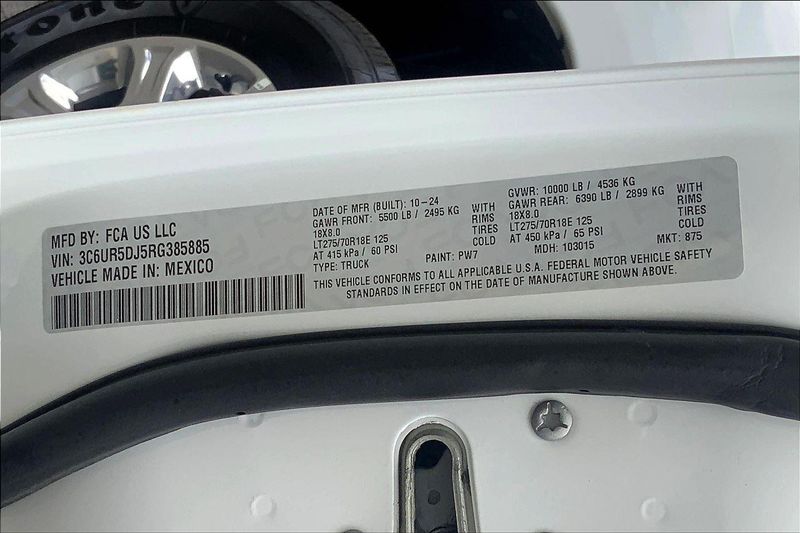 stone
MFD BY: FCA US LLC
VIN: 3C6UR5DJ5RG385885
VEHICLE MADE IN: MEXICO
DATE OF MFR (BUILT): 10-24
GAWR FRONT: 5500 LB / 2495 KG WITH
18X8.0 RIMS
LT275/70R18E 125 TIRES
AT 415 kPa / 60 PSI COLD
TYPE: TRUCK PAINT: PW7
GVWR: 10000 LB / 4536 KG
GAWR REAR: 6390 LB / 2899 KG WITH
18X8.0 RIMS
LT275/70R18E 125 TIRES
AT 450 kPa / 65 PSI COLD
MDH: 103015 MKT: 875
THIS VEHICLE CONFORMS TO ALL APPLICABLE U.S.A. FEDERAL MOTOR VEHICLE SAFETY
STANDARDS IN EFFECT ON THE DATE OF MANUFACTURE SHOWN ABOVE.